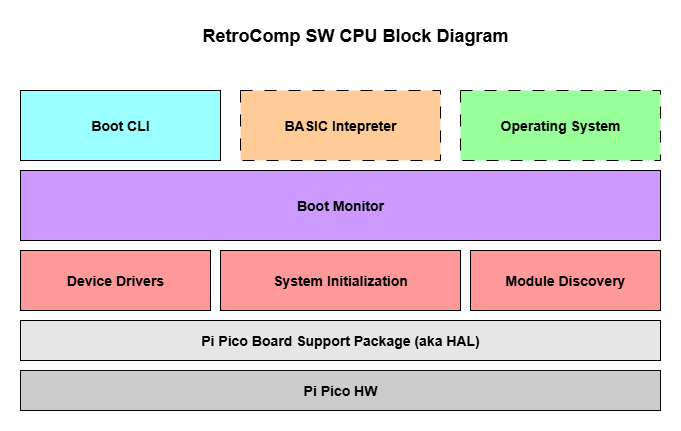 RetroComp SW CPU Block Diagram
Boot CLI
BASIC Intepreter
Operating System
Boot Monitor
Device Drivers
System Initialization
Module Discovery
Pi Pico Board Support Package (aka HAL)
Pi Pico HW